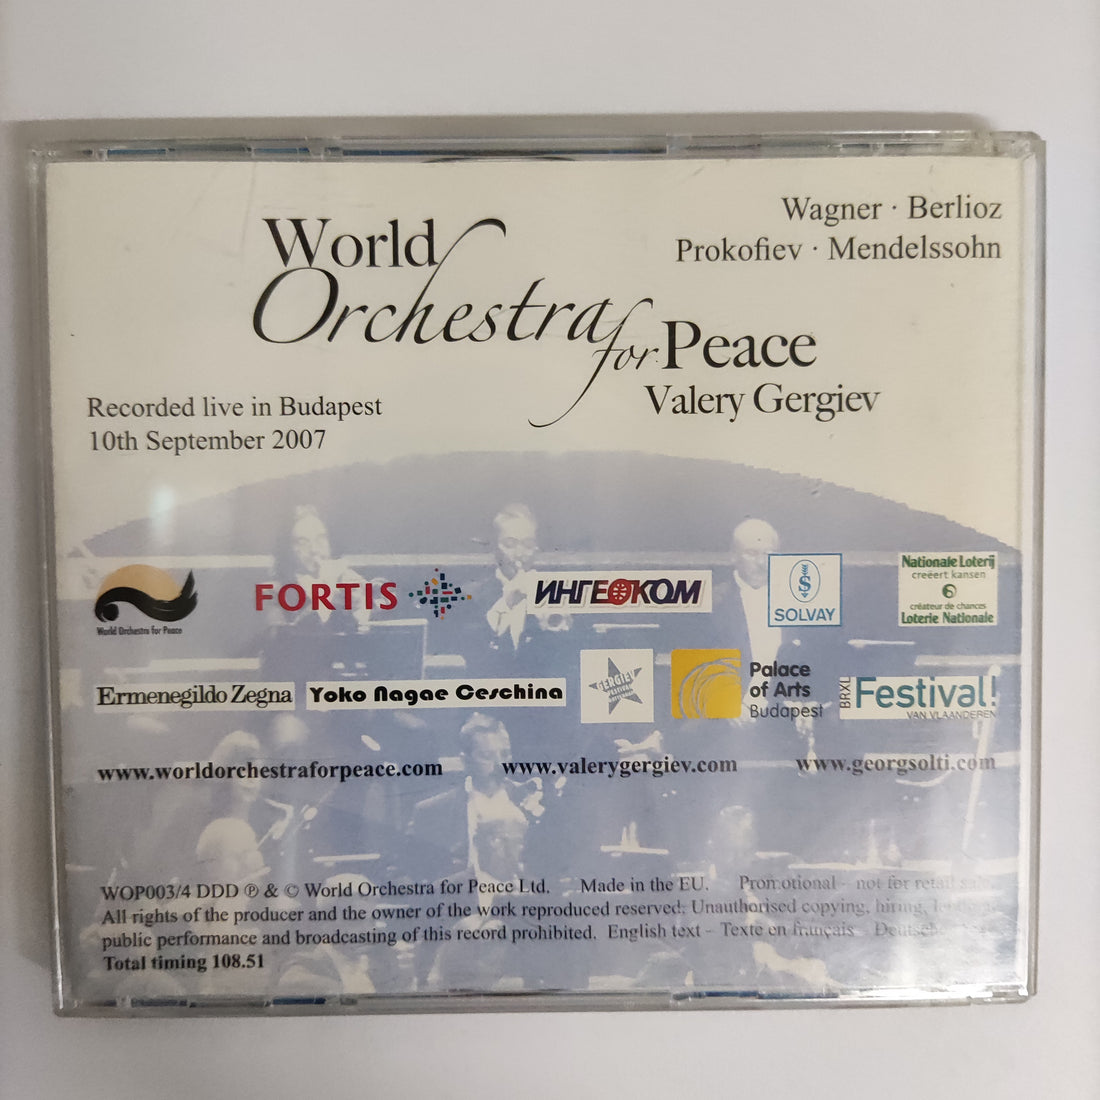 Wagner · Berlioz
Prokofiev · Mendelssohn
World
Orchestra
for Peace
Valery Gergiev
Recorded live in Budapest
10th September 2007
World Orchestra for Peace
FORTIS
ИНГЕОКОМ
SOLVAY
Nationale Loterij
creëert kansen
créateur de chances
Loterie Nationale
Ermenegildo Zegna
Yoko Nagae Ceschina
GERGIEV
FESTIVAL
Palace
of Arts
Budapest
BRXL
Festival!
VAN VLAANDEREN
www.worldorchestraforpeace.com www.valerygergiev.com www.georgsolti.com
WOP003/4 DDD ℗ & © World Orchestra for Peace Ltd. Made in the EU. Promotional - not for retail sale.
All rights of the producer and the owner of the work reproduced reserved. Unauthorised copying, hiring,
public performance and broadcasting of this record prohibited. English text - Texte en français - Deutsche
Total timing 108.51